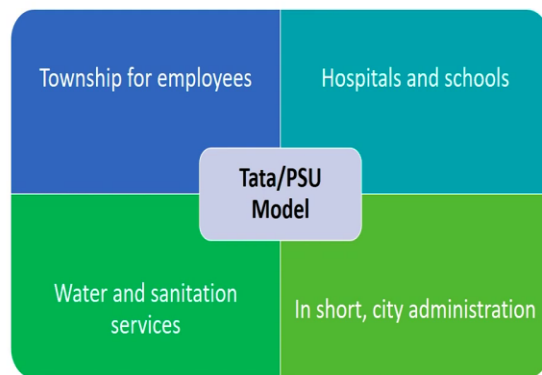 Township for employees
Hospitals and schools
Tata/PSU
Model
Water and sanitation
services
In short, city administration